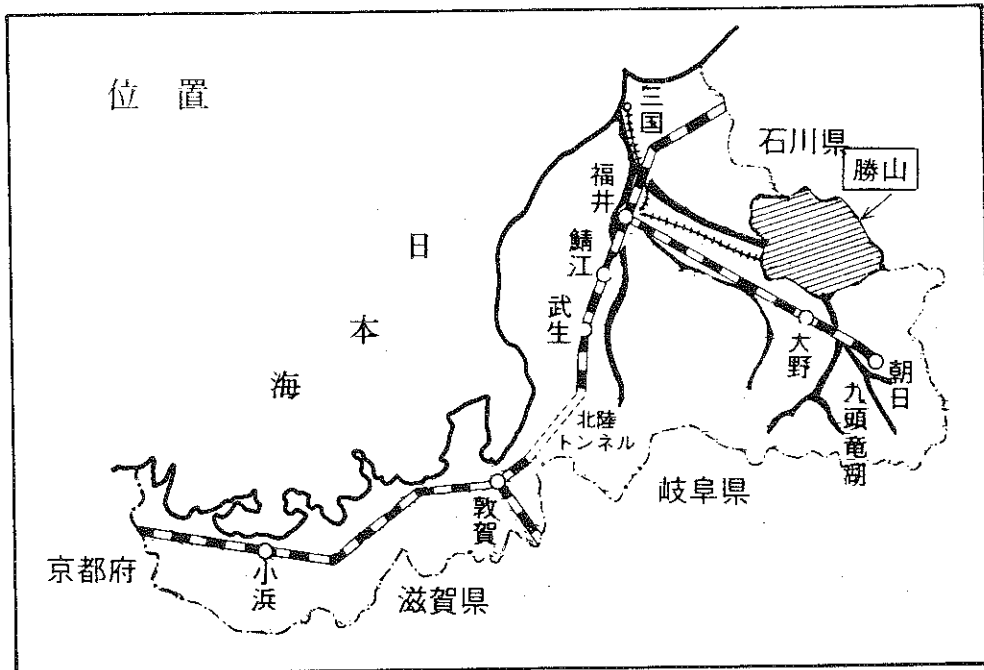 位置
三国
石川県
勝山
福井
日本海
鯖江
武生
大野
朝日
九頭竜湖
北陸
トンネル
敦賀
岐阜県
京都府
小浜
滋賀県